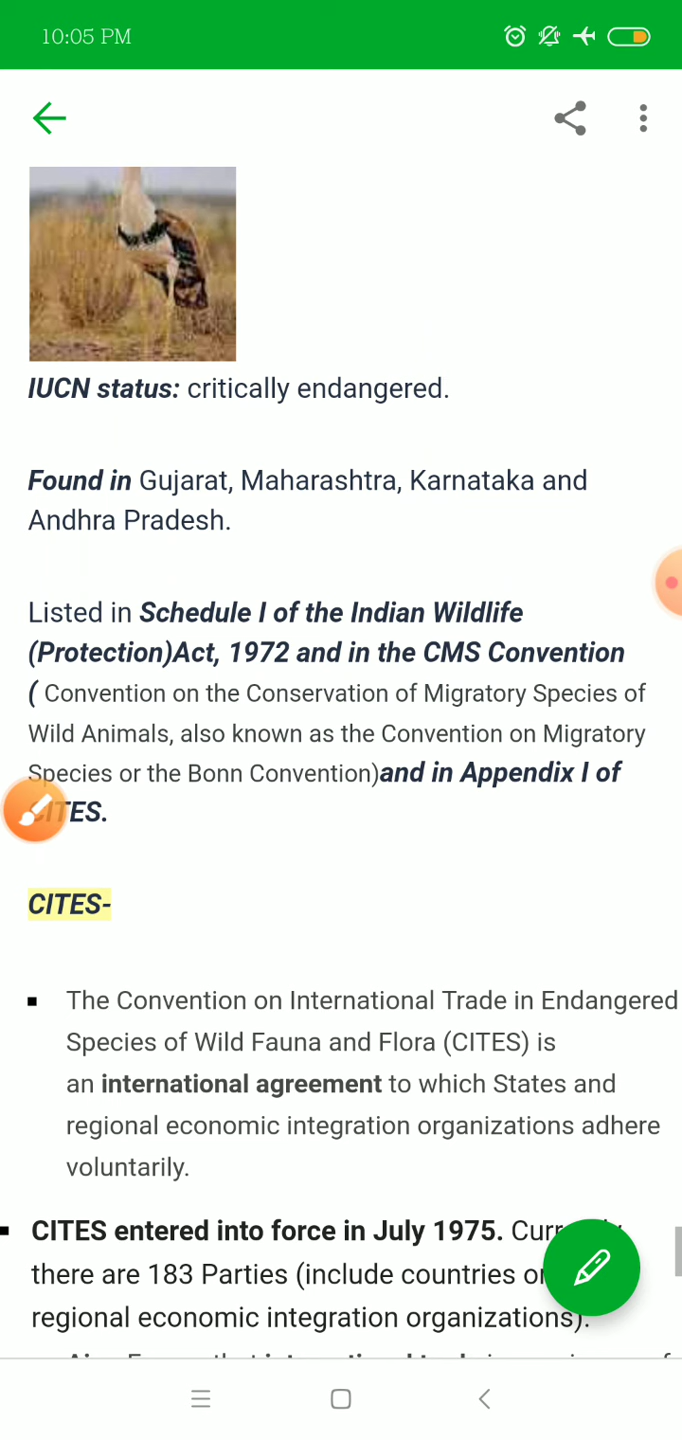 10:05 PM
IUCN status: critically endangered.
Found in Gujarat, Maharashtra, Karnataka and
Andhra Pradesh.
Listed in Schedule I of the Indian Wildlife
(Protection)Act, 1972 and in the CMS Convention
( Convention on the Conservation of Migratory Species of
Wild Animals, also known as the Convention on Migratory
Species or the Bonn Convention)and in Appendix I of
CITES.
CITES-
▪ The Convention on International Trade in Endangered
Species of Wild Fauna and Flora (CITES) is
an international agreement to which States and
regional economic integration organizations adhere
voluntarily.
▪ CITES entered into force in July 1975.
there are 183 Parties (include countries or
regional economic integration organizations).